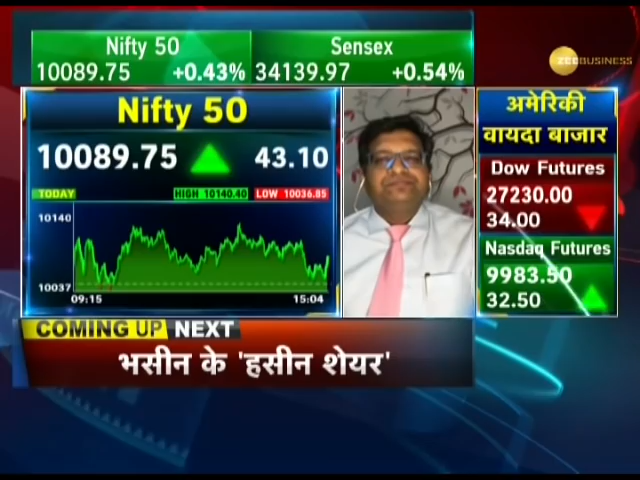 Nifty 50
10089.75 +0.43%
Sensex
34139.97 +0.54%
ZEE BUSINESS
Nifty 50
10089.75 43.10
TODAY HIGH 10140.40 LOW 10036.85
10140
10037
09:15 15:04
अमेरिकी
वायदा बाजार
Dow Futures
27230.00
34.00
Nasdaq Futures
9983.50
32.50
COMING UP NEXT
भसीन के 'हसीन शेयर'